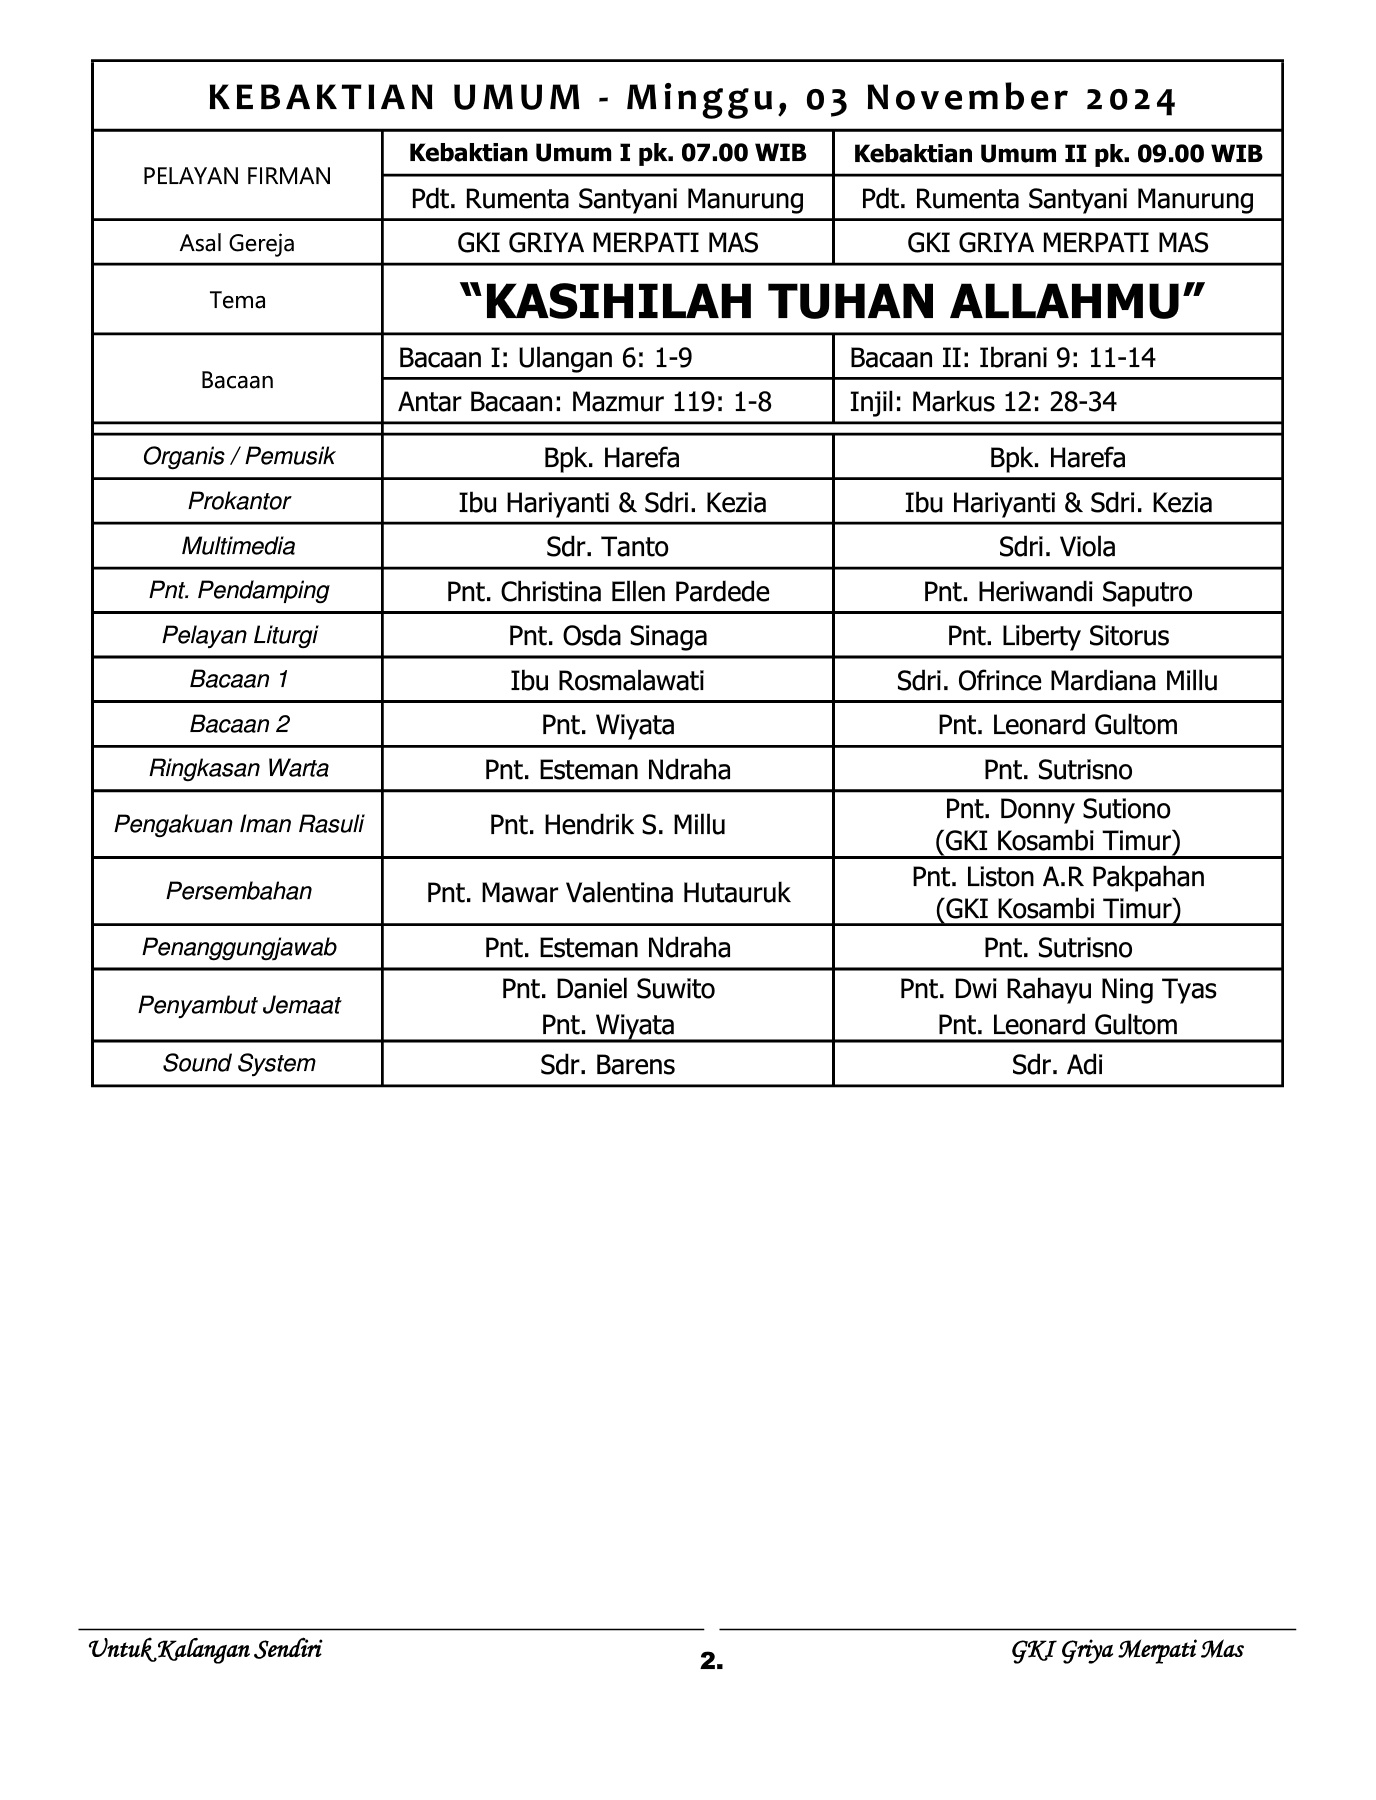 KEBAKTIAN UMUM - Minggu, 03 November 2024
PELAYAN FIRMAN
Kebaktian Umum I pk. 07.00 WIB
Kebaktian Umum II pk. 09.00 WIB
Pdt. Rumenta Santyani Manurung
Pdt. Rumenta Santyani Manurung
Asal Gereja
GKI GRIYA MERPATI MAS
GKI GRIYA MERPATI MAS
Tema
“KASIHILAH TUHAN ALLAHMU”
Bacaan
Bacaan I: Ulangan 6: 1-9
Bacaan II: Ibrani 9: 11-14
Antar Bacaan: Mazmur 119: 1-8
Injil: Markus 12: 28-34
Organis / Pemusik
Bpk. Harefa
Bpk. Harefa
Prokantor
Ibu Hariyanti & Sdri. Kezia
Ibu Hariyanti & Sdri. Kezia
Multimedia
Sdr. Tanto
Sdri. Viola
Pnt. Pendamping
Pnt. Christina Ellen Pardede
Pnt. Heriwandi Saputro
Pelayan Liturgi
Pnt. Osda Sinaga
Pnt. Liberty Sitorus
Bacaan 1
Ibu Rosmalawati
Sdri. Ofrince Mardiana Millu
Bacaan 2
Pnt. Wiyata
Pnt. Leonard Gultom
Ringkasan Warta
Pnt. Esteman Ndraha
Pnt. Sutrisno
Pengakuan Iman Rasuli
Pnt. Hendrik S. Millu
Pnt. Donny Sutiono
(GKI Kosambi Timur)
Persembahan
Pnt. Mawar Valentina Hutauruk
Pnt. Liston A.R Pakpahan
(GKI Kosambi Timur)
Penanggungjawab
Pnt. Esteman Ndraha
Pnt. Sutrisno
Penyambut Jemaat
Pnt. Daniel Suwito
Pnt. Wiyata
Pnt. Dwi Rahayu Ning Tyas
Pnt. Leonard Gultom
Sound System
Sdr. Barens
Sdr. Adi
Untuk Kalangan Sendiri
2.
GKI Griya Merpati Mas